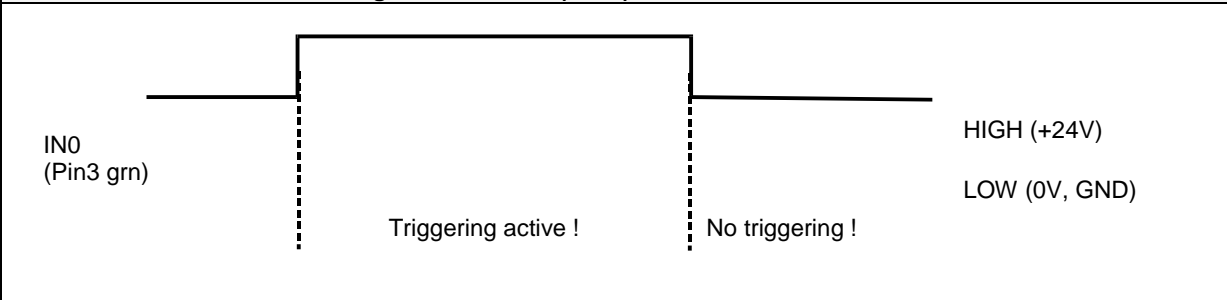 IN0
(Pin3 grn)
HIGH (+24V)
LOW (0V, GND)
Triggering active !
No triggering !